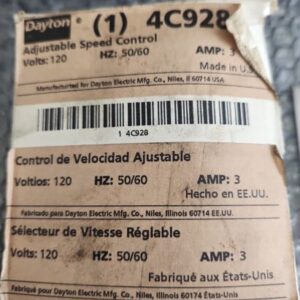 Dayton (1) 4C928
Adjustable Speed Control
Volts: 120 HZ: 50/60 AMP: 3
Made in U.S.
Manufactured for Dayton Electric Mfg. Co., Niles, Il 60714 USA
1 4C928
Control de Velocidad Ajustable
Voltios: 120 HZ: 50/60 AMP: 3
Hecho en EE.UU.
Fabricado para Dayton Electric Mfg. Co., Niles, Illinois 60714 EE.UU.
Sélecteur de Vitesse Réglable
Volts: 120 HZ: 50/60 AMP: 3
Fabriqué aux États-Unis
Fabriqué pour Dayton Electric Mfg. Co., Niles, Illinois 60714 États-Unis